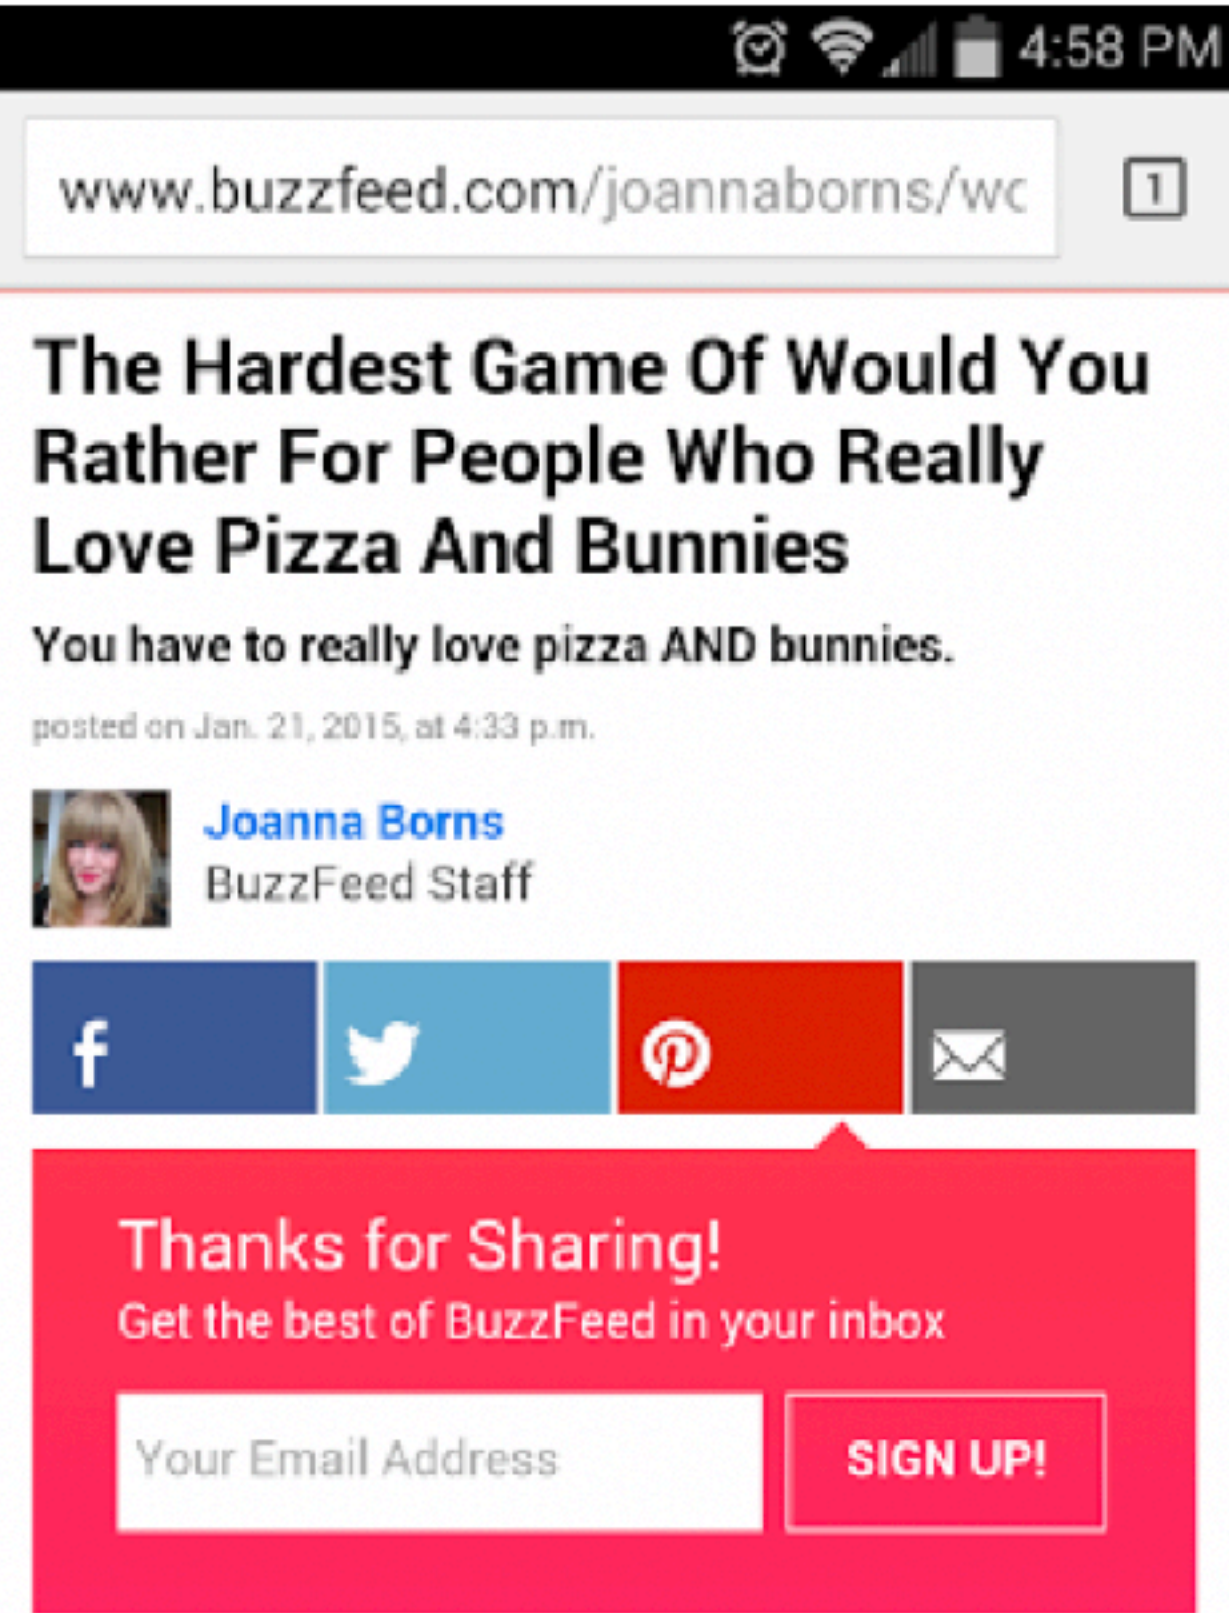 4:58 PM
www.buzzfeed.com/joannaborns/wo
1
The Hardest Game Of Would You
Rather For People Who Really
Love Pizza And Bunnies
You have to really love pizza AND bunnies.
posted on Jan. 21, 2015, at 4:33 p.m.
Joanna Borns
BuzzFeed Staff
Thanks for Sharing!
Get the best of BuzzFeed in your inbox
Your Email Address SIGN UP!